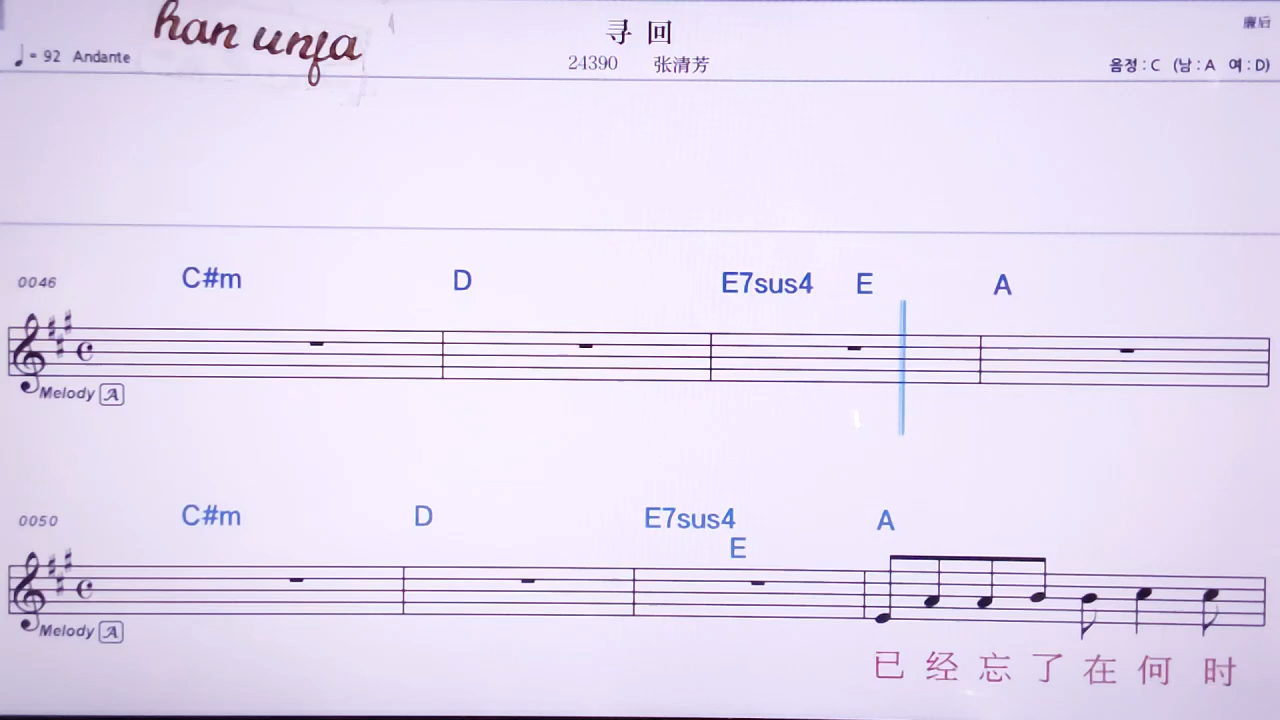 han unfa
寻 回
♩= 92 Andante
24390 张清芳
음정 : C (남 : A 여 : D)
0046 C#m D E7sus4 E A
Melody A
0050 C#m D E7sus4 E A
Melody A
已 经 忘 了 在 何 时